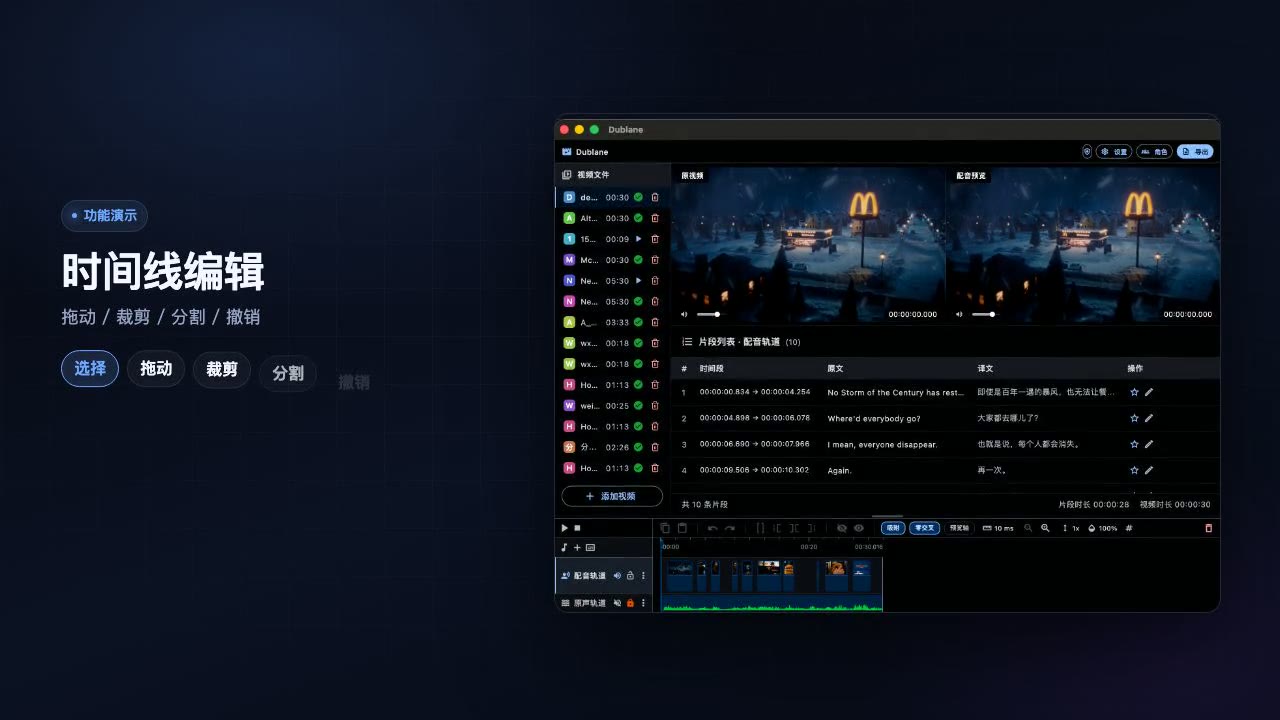 功能演示
时间线编辑
拖动 / 裁剪 / 分割 / 撤销
选择
拖动
裁剪
分割
撤销
Dublane
Dublane
设置
角色
导出
视频文件
D de... 00:30
A Alt... 00:30
1 15... 00:09
M Mc... 00:30
N Ne... 05:30
N Ne... 05:30
A A_... 03:33
W wx... 00:18
W wx... 00:18
H Ho... 01:13
W wei... 00:25
H Ho... 01:13
分 分... 02:26
H Ho... 01:13
+ 添加视频
原视频
00:00:00.000
配音预览
00:00:00.000
片段列表 · 配音轨道 (10)
# 时间段 原文 译文 操作
1 00:00:00.834 → 00:00:04.254 No Storm of the Century has rest... 即使是百年一遇的暴风，也无法让餐...
2 00:00:04.896 → 00:00:06.078 Where'd everybody go? 大家都去哪儿了?
3 00:00:06.690 → 00:00:07.966 I mean, everyone disappear. 也就是说，每个人都会消失。
4 00:00:09.506 → 00:00:10.302 Again. 再一次。
共 10 条片段
片段时长 00:00:28 视频时长 00:00:30
吸附
零交叉
预览轴
10 ms
1x
100%
#
00:00
00:20
00:30.016
配音轨道
原声轨道